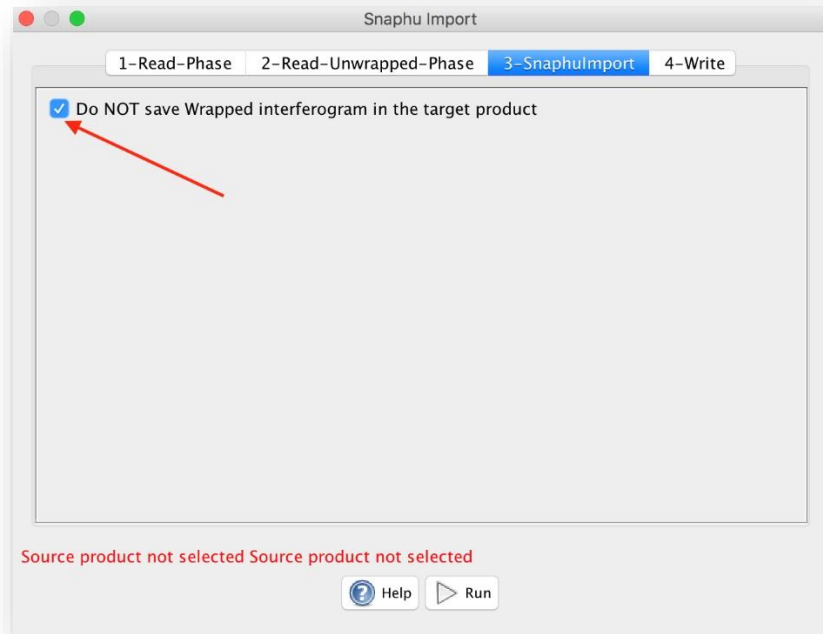 Snaphu Import
1-Read-Phase 2-Read-Unwrapped-Phase 3-SnaphuImport 4-Write
Do NOT save Wrapped interferogram in the target product
Source product not selected Source product not selected
Help Run